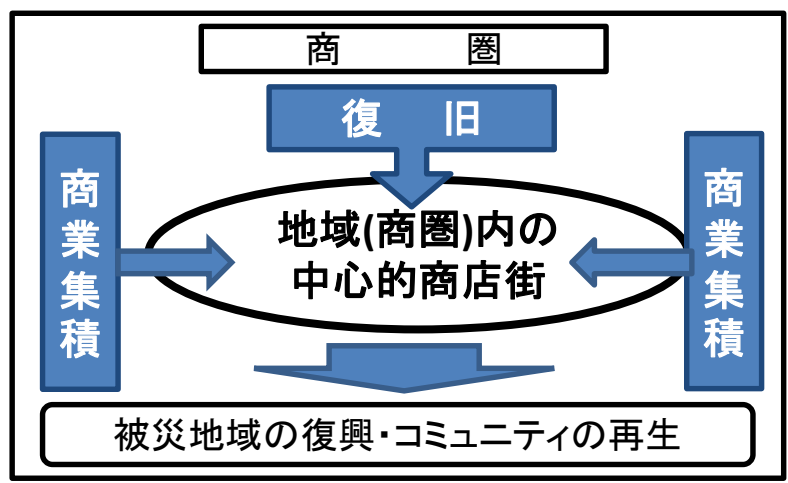 商　圏
復　旧
商業集積
地域(商圏)内の
中心的商店街
商業集積
被災地域の復興・コミュニティの再生